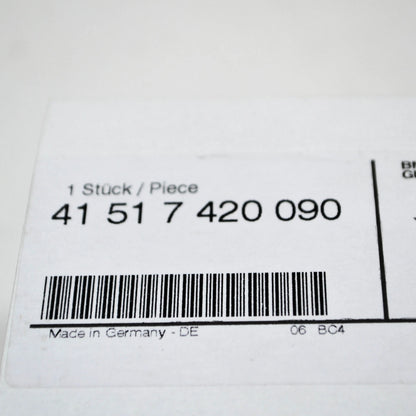 1 Stück / Piece
41 51 7 420 090
Made in Germany - DE
06 BC4